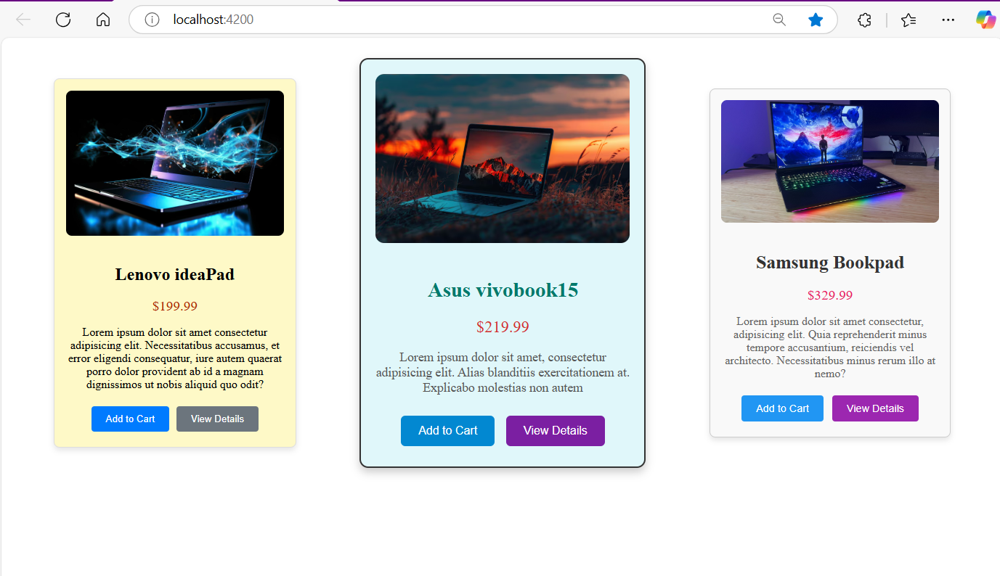 localhost:4200
Lenovo ideaPad
$199.99
Lorem ipsum dolor sit amet consectetur
adipisicing elit. Necessitatibus accusamus, et
error eligendi consequatur, iure autem quaerat
porro dolor provident ab id a magnam
dignissimos ut nobis aliquid quo odit?
Add to Cart
View Details
Asus vivobook15
$219.99
Lorem ipsum dolor sit amet, consectetur
adipisicing elit. Alias blanditiis exercitationem at.
Explicabo molestias non autem
Add to Cart
View Details
Samsung Bookpad
$329.99
Lorem ipsum dolor sit amet consectetur,
adipisicing elit. Quia reprehenderit minus
tempore accusantium, reiciendis vel
architecto. Necessitatibus minus rerum illo at
nemo?
Add to Cart
View Details